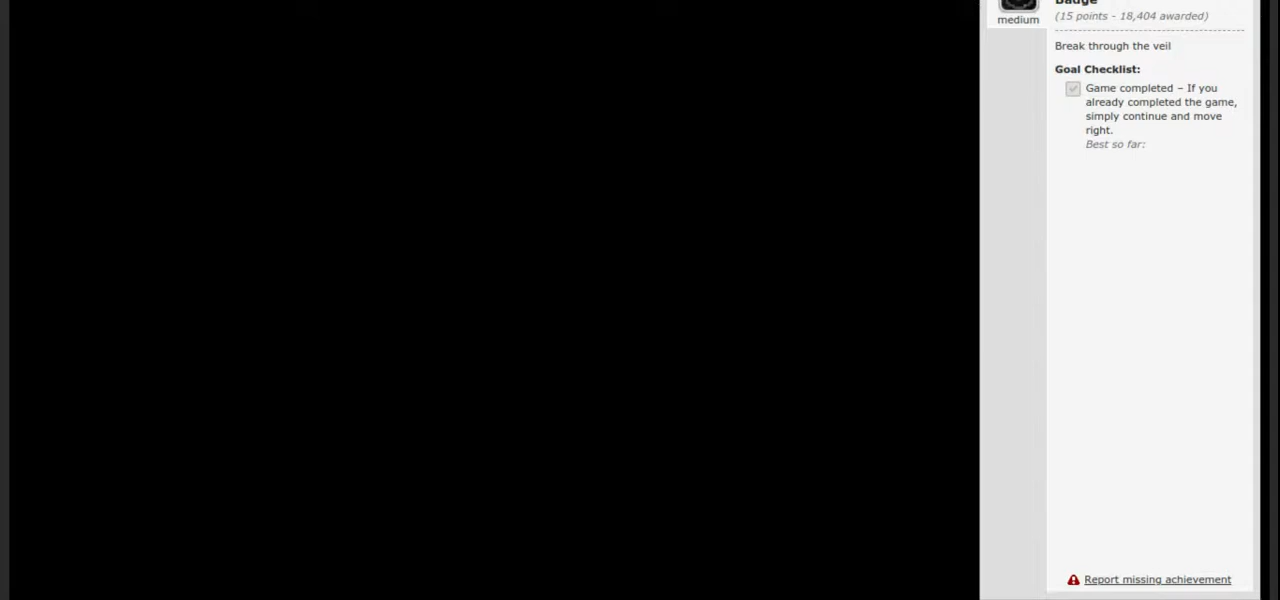 Badge
medium
(15 points - 18,404 awarded)
Break through the veil
Goal Checklist:
Game completed – If you
already completed the game,
simply continue and move
right.
Best so far:
Report missing achievement